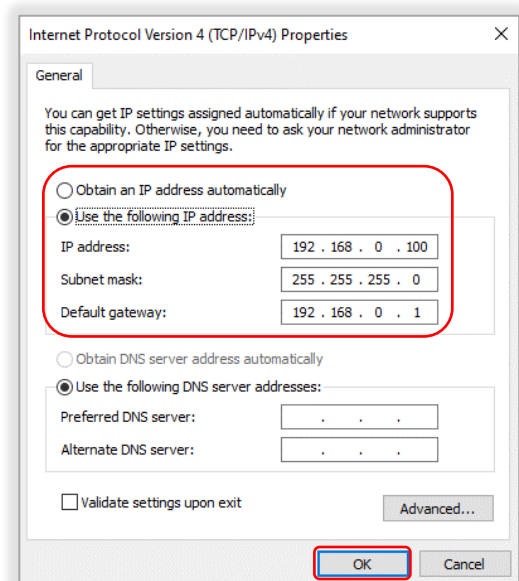 Internet Protocol Version 4 (TCP/IPv4) Properties
General
You can get IP settings assigned automatically if your network supports
this capability. Otherwise, you need to ask your network administrator
for the appropriate IP settings.
Obtain an IP address automatically
Use the following IP address:
IP address: 192 . 168 . 0 . 100
Subnet mask: 255 . 255 . 255 . 0
Default gateway: 192 . 168 . 0 . 1
Obtain DNS server address automatically
Use the following DNS server addresses:
Preferred DNS server: . . .
Alternate DNS server: . . .
Validate settings upon exit
Advanced...
OK Cancel